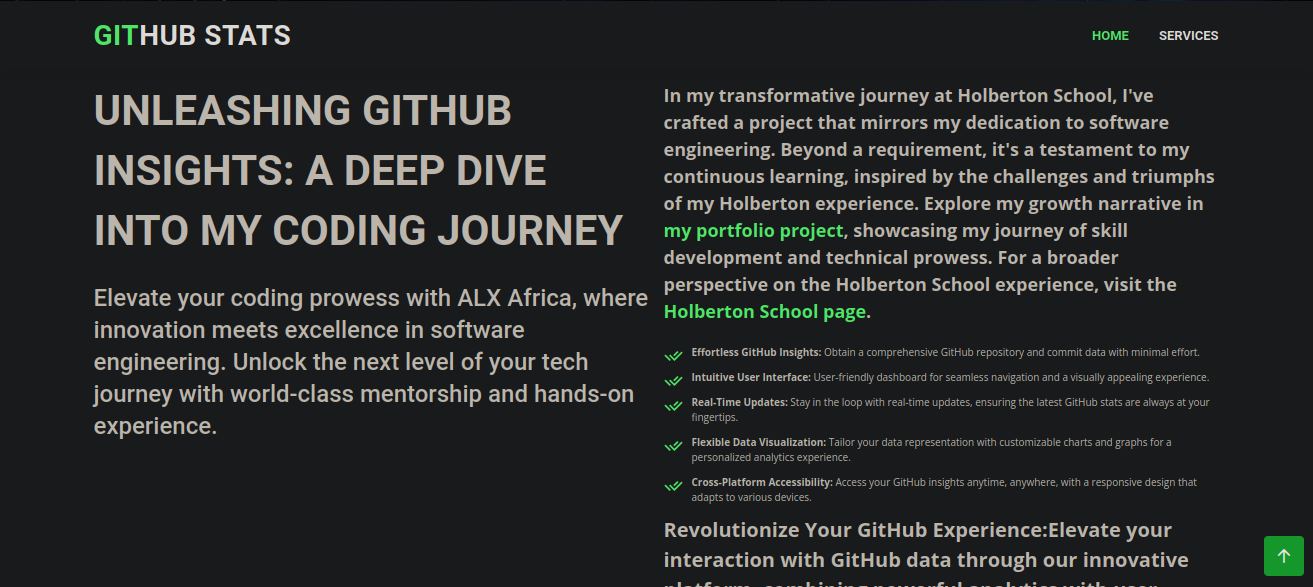 GITHUB STATS
HOME
SERVICES
UNLEASHING GITHUB
INSIGHTS: A DEEP DIVE
INTO MY CODING JOURNEY
Elevate your coding prowess with ALX Africa, where
innovation meets excellence in software
engineering. Unlock the next level of your tech
journey with world-class mentorship and hands-on
experience.
In my transformative journey at Holberton School, I've
crafted a project that mirrors my dedication to software
engineering. Beyond a requirement, it's a testament to my
continuous learning, inspired by the challenges and triumphs
of my Holberton experience. Explore my growth narrative in
my portfolio project, showcasing my journey of skill
development and technical prowess. For a broader
perspective on the Holberton School experience, visit the
Holberton School page.
Effortless GitHub Insights: Obtain a comprehensive GitHub repository and commit data with minimal effort.
Intuitive User Interface: User-friendly dashboard for seamless navigation and a visually appealing experience.
Real-Time Updates: Stay in the loop with real-time updates, ensuring the latest GitHub stats are always at your
fingertips.
Flexible Data Visualization: Tailor your data representation with customizable charts and graphs for a
personalized analytics experience.
Cross-Platform Accessibility: Access your GitHub insights anytime, anywhere, with a responsive design that
adapts to various devices.
Revolutionize Your GitHub Experience:Elevate your
interaction with GitHub data through our innovative
platform, combining powerful analytics with user-